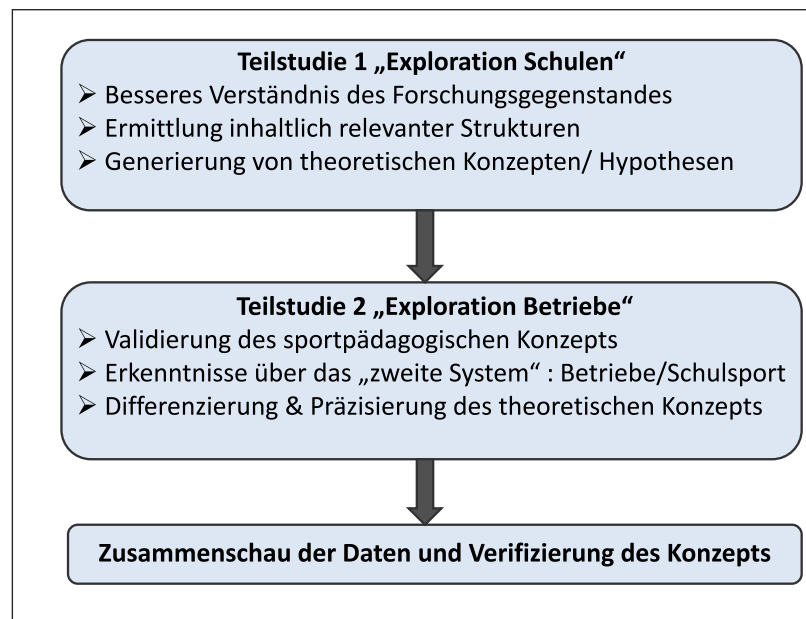 Teilstudie 1 „Exploration Schulen“
➢ Besseres Verständnis des Forschungsgegenstandes
➢ Ermittlung inhaltlich relevanter Strukturen
➢ Generierung von theoretischen Konzepten/ Hypothesen
Teilstudie 2 „Exploration Betriebe“
➢ Validierung des sportpädagogischen Konzepts
➢ Erkenntnisse über das „zweite System“ : Betriebe/Schulsport
➢ Differenzierung & Präzisierung des theoretischen Konzepts
Zusammenschau der Daten und Verifizierung des Konzepts